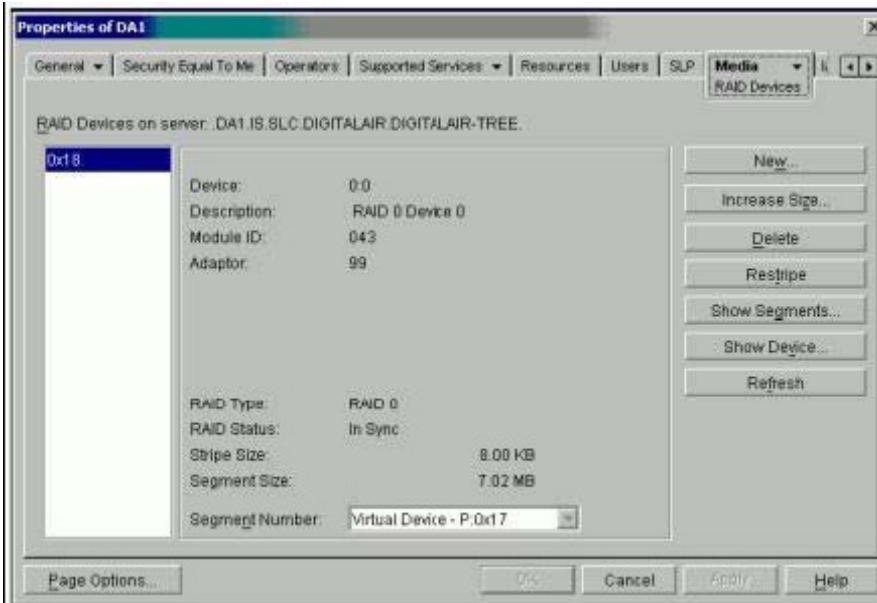 Properties of DA1
General Security Equal To Me Operators Supported Services Resources Users SLP Media
RAID Devices
RAID Devices on server: .DA1.IS.SLC.DIGITALAIR.DIGITALAIR-TREE.
0x18
Device: 0:0
Description: RAID 0 Device 0
Module ID: 043
Adaptor: 99
RAID Type: RAID 0
RAID Status: In Sync
Stripe Size: 8.00 KB
Segment Size: 7.02 MB
Segment Number: Virtual Device - P:0x17
New...
Increase Size...
Delete
Restripe
Show Segments...
Show Device...
Refresh
Page Options... OK Cancel Apply Help